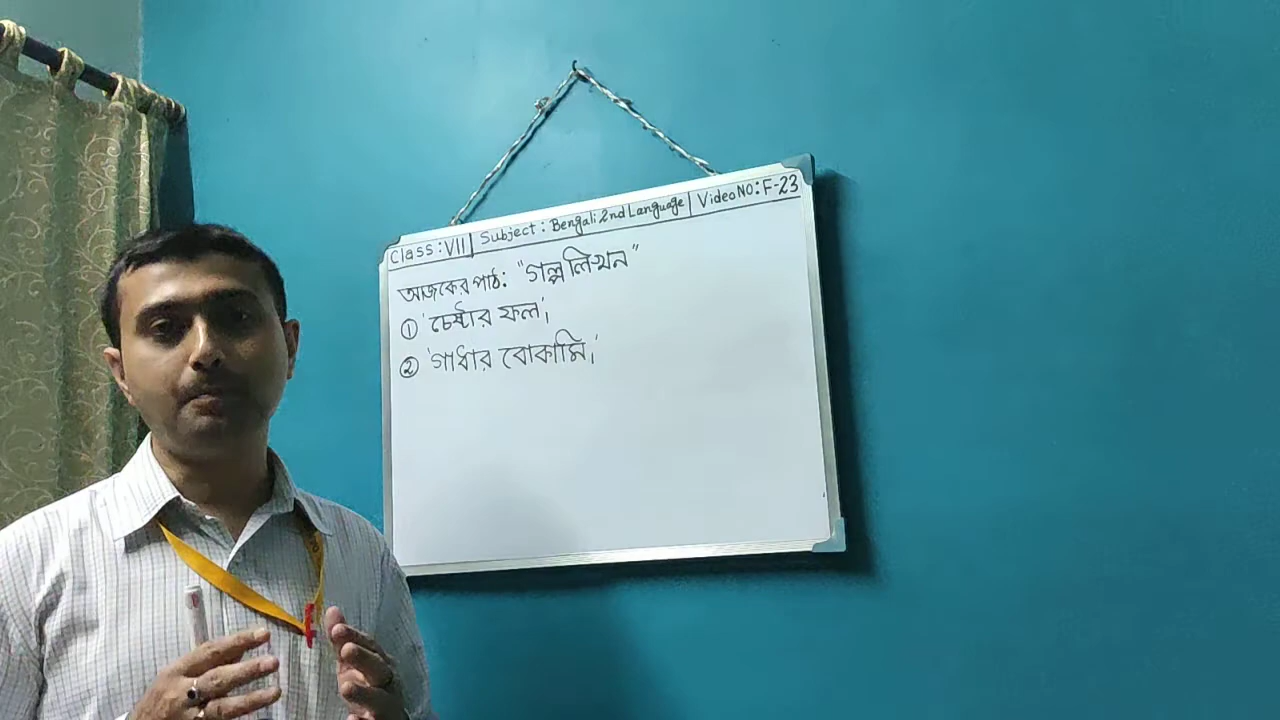 Class: VII | Subject: Bengali 2nd Language | Video NO: F-23
আজকের পাঠ: "গল্প লিখন"
① 'চেষ্টার ফল।'
② 'গাধার বোকামি।'